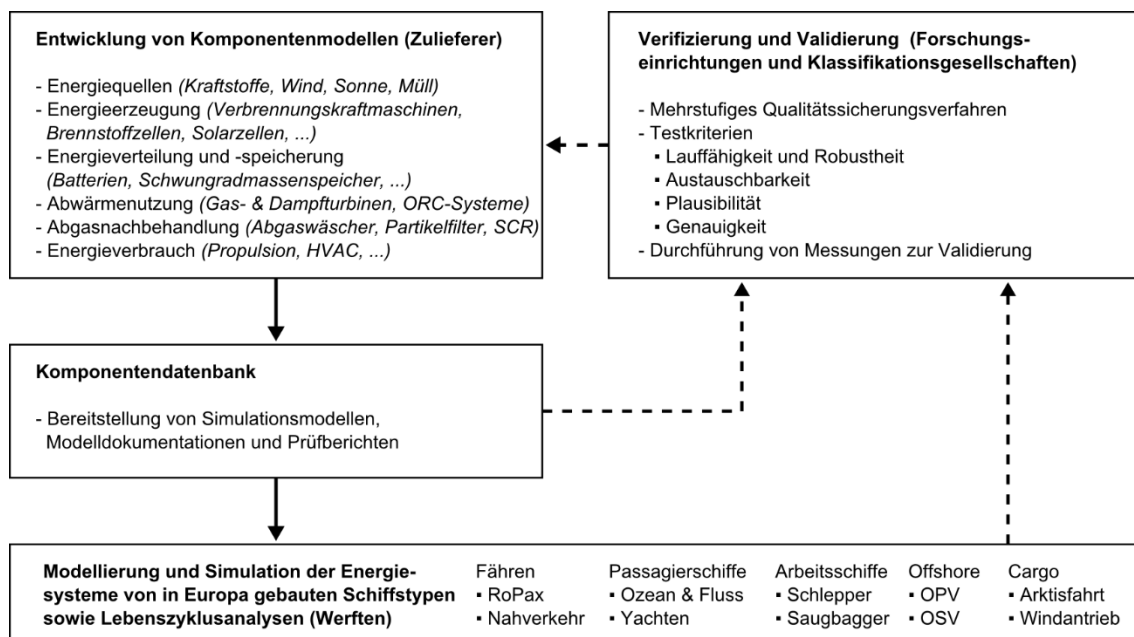 Entwicklung von Komponentenmodellen (Zulieferer)
- Energiequellen (Kraftstoffe, Wind, Sonne, Müll)
- Energieerzeugung (Verbrennungskraftmaschinen,
Brennstoffzellen, Solarzellen, ...)
- Energieverteilung und -speicherung
(Batterien, Schwungradmassenspeicher, ...)
- Abwärmenutzung (Gas- & Dampfturbinen, ORC-Systeme)
- Abgasnachbehandlung (Abgaswäscher, Partikelfilter, SCR)
- Energieverbrauch (Propulsion, HVAC, ...)
Verifizierung und Validierung (Forschungs-
einrichtungen und Klassifikationsgesellschaften)
- Mehrstufiges Qualitätssicherungsverfahren
- Testkriterien
▪ Lauffähigkeit und Robustheit
▪ Austauschbarkeit
▪ Plausibilität
▪ Genauigkeit
- Durchführung von Messungen zur Validierung
Komponentendatenbank
- Bereitstellung von Simulationsmodellen,
Modelldokumentationen und Prüfberichten
Modellierung und Simulation der Energie-
systeme von in Europa gebauten Schiffstypen
sowie Lebenszyklusanalysen (Werften)
Fähren
▪ RoPax
▪ Nahverkehr
Passagierschiffe
▪ Ozean & Fluss
▪ Yachten
Arbeitsschiffe
▪ Schlepper
▪ Saugbagger
Offshore
▪ OPV
▪ OSV
Cargo
▪ Arktisfahrt
▪ Windantrieb